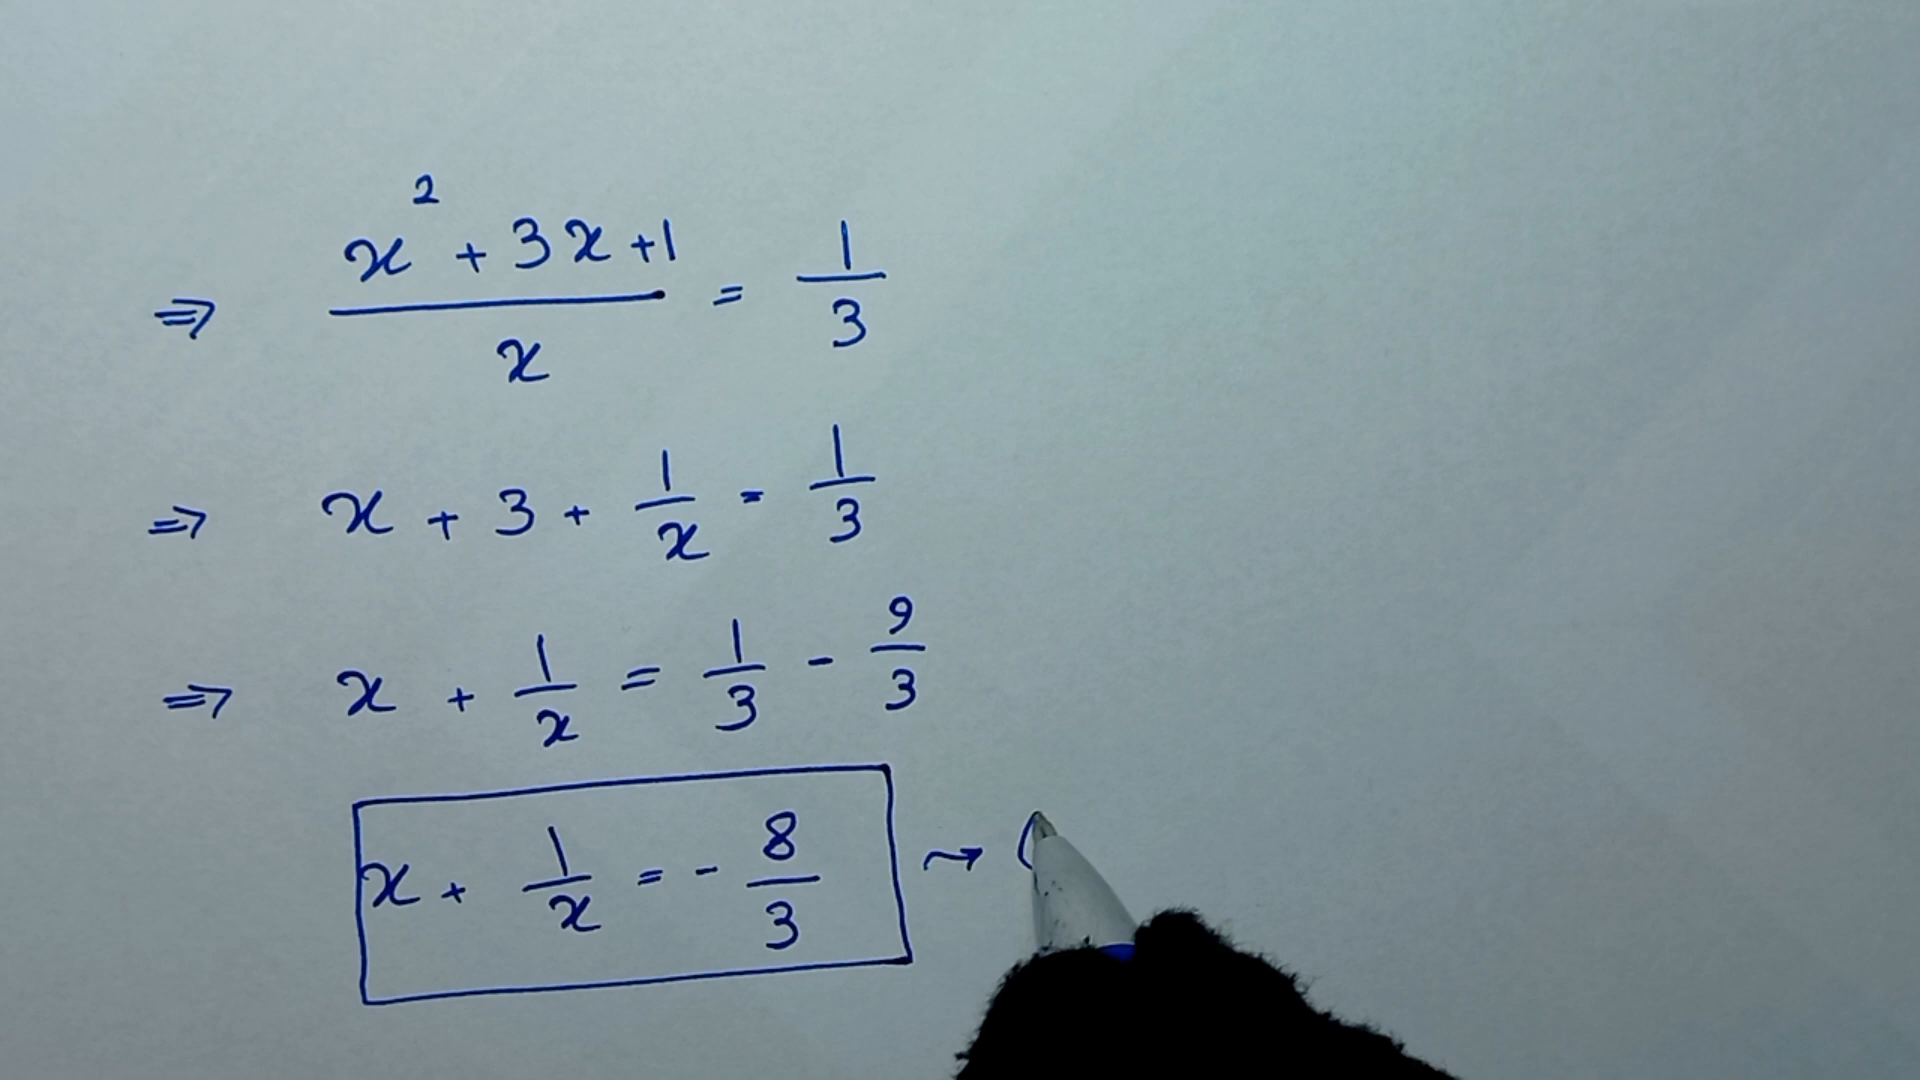 ⇒ (x² + 3x + 1)/x = 1/3
⇒ x + 3 + 1/x = 1/3
⇒ x + 1/x = 1/3 - 9/3
x + 1/x = - 8/3 → (